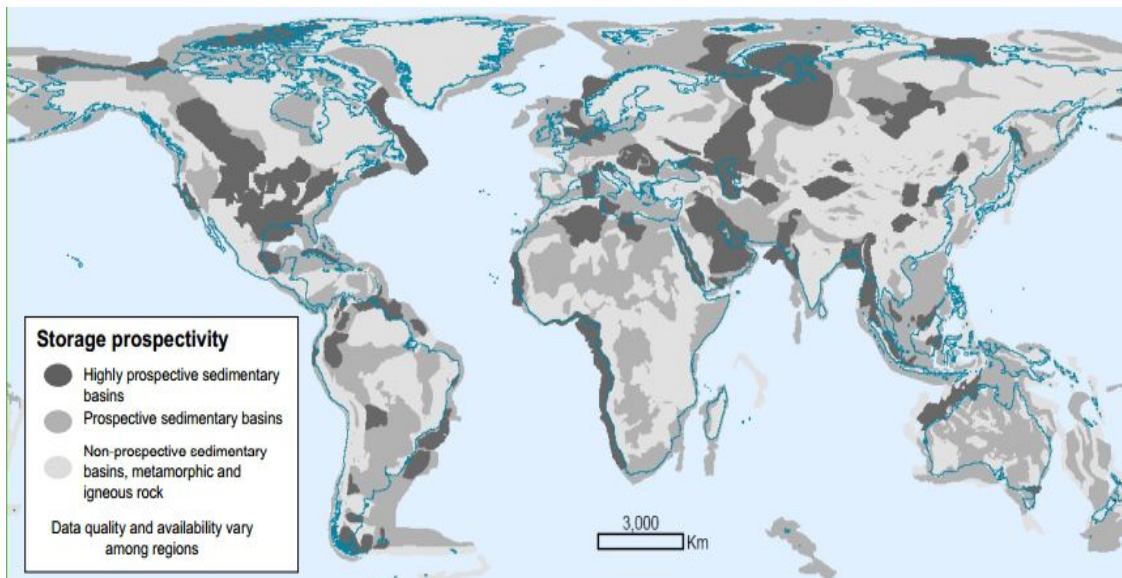 Storage prospectivity
Highly prospective sedimentary
basins
Prospective sedimentary basins
Non-prospective sedimentary
basins, metamorphic and
igneous rock
Data quality and availability vary
among regions
3,000
Km